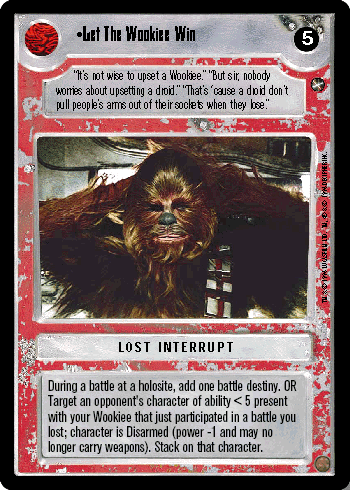 •Let The Wookiee Win
5
"It's not wise to upset a Wookiee." "But sir, nobody
worries about upsetting a droid." "That's 'cause a droid don't
pull people's arms out of their sockets when they lose."
LOST INTERRUPT
During a battle at a holosite, add one battle destiny. OR
Target an opponent's character of ability < 5 present
with your Wookiee that just participated in a battle you
lost; character is Disarmed (power -1 and may no
longer carry weapons). Stack on that character.